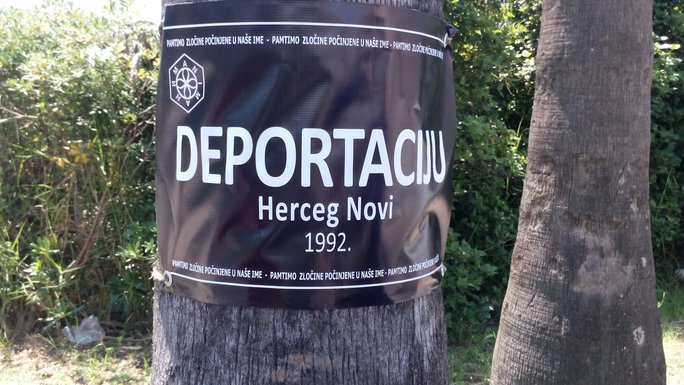 PAMTIMO ZLOČINE POČINJENE U NAŠE IME - PAMTIMO ZLOČINE POČINJENE U NAŠE IME - PAMTIMO ZLOČINE POČINJENE U
ANIMA
DEPORTACIJU
Herceg Novi
1992.
PAMTIMO ZLOČINE POČINJENE U NAŠE IME - PAMTIMO ZLOČINE POČINJENE U NAŠE IME - PAMTIMO ZLOČINE POČINJENE U